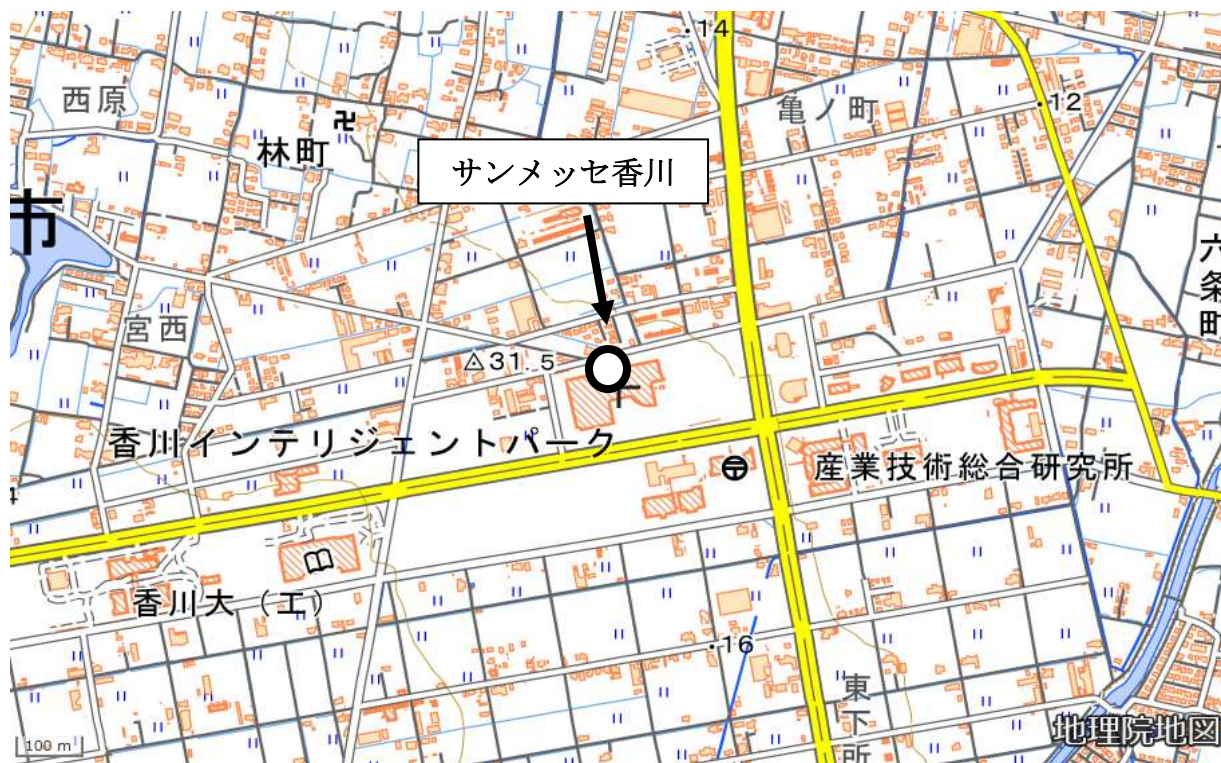 14
西原
亀ノ町
12
林町
サンメッセ香川
市
六条町
宮西
31.5
香川インテリジェントパーク
産業技術総合研究所
香川大(工)
16
東下所
100 m
地理院地図